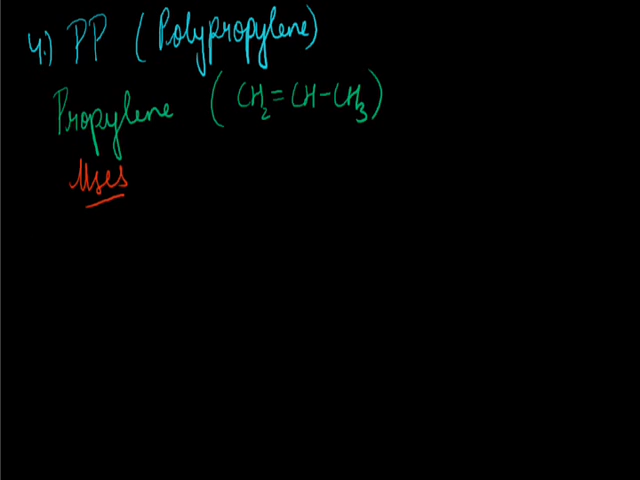 4.) PP (Polypropylene)
Propylene (CH₂=CH-CH₃)
Uses